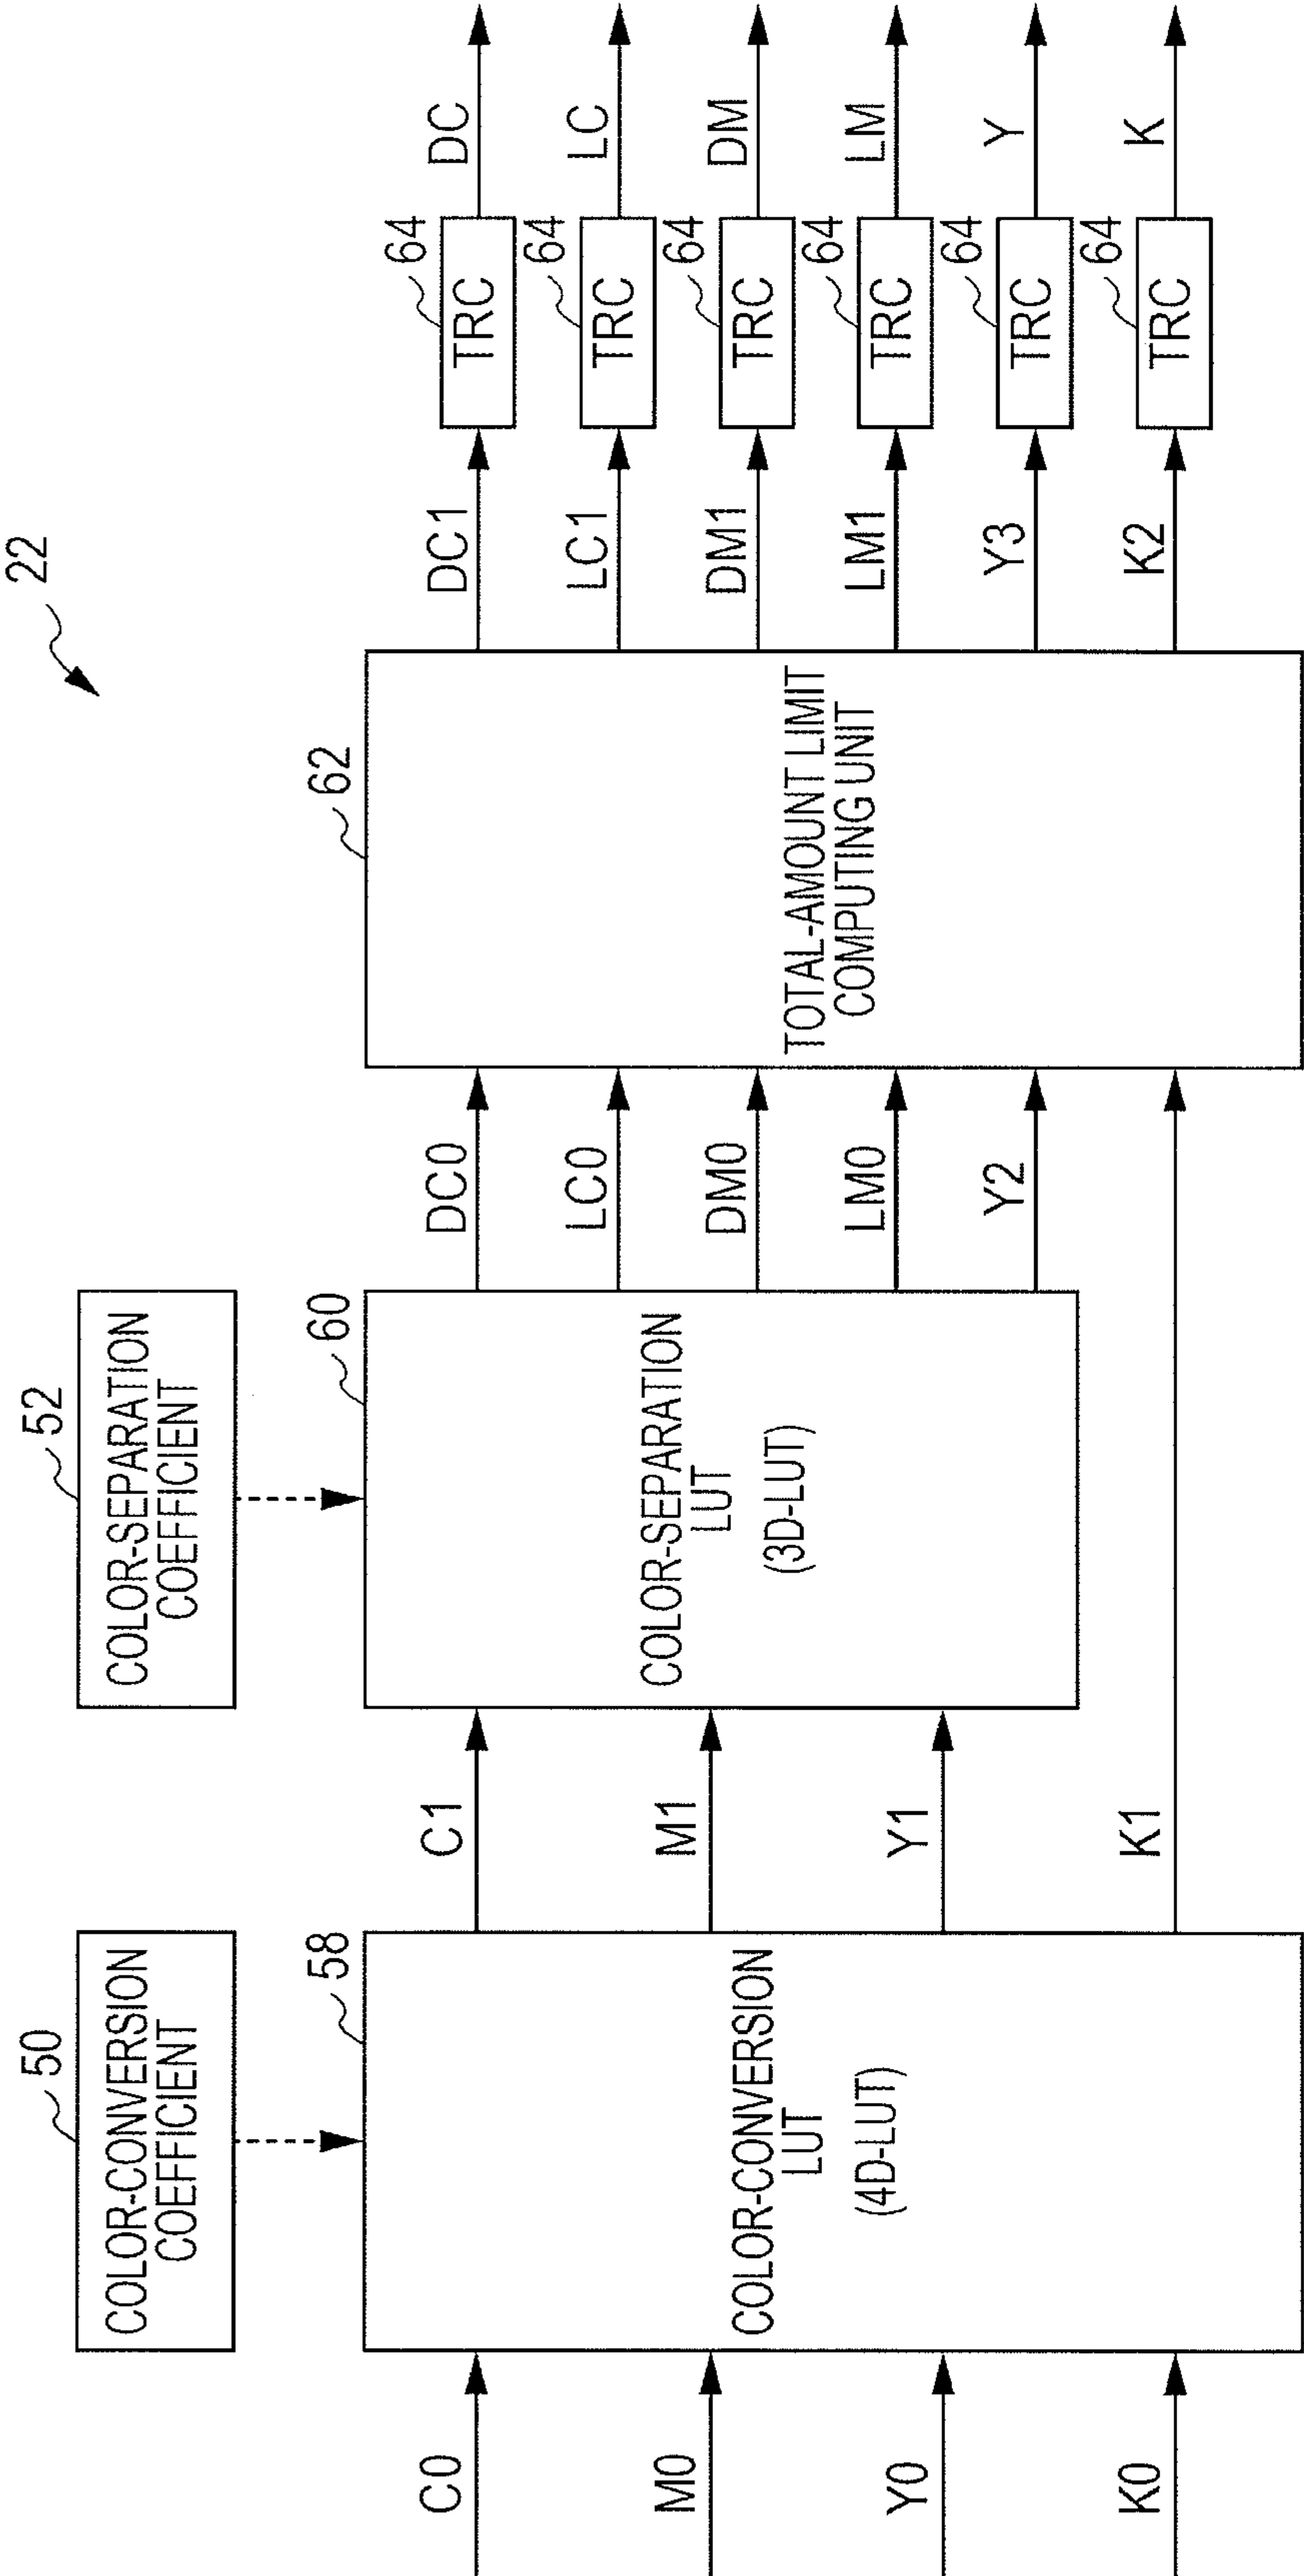 22
50
COLOR-CONVERSION
COEFFICIENT
52
COLOR-SEPARATION
COEFFICIENT
C0
M0
Y0
K0
58
COLOR-CONVERSION
LUT
(4D-LUT)
C1
M1
Y1
K1
60
COLOR-SEPARATION
LUT
(3D-LUT)
DC0
LC0
DM0
LM0
Y2
62
TOTAL-AMOUNT LIMIT
COMPUTING UNIT
DC1
LC1
DM1
LM1
Y3
K2
64
TRC
DC
64
TRC
LC
64
TRC
DM
64
TRC
LM
64
TRC
Y
64
TRC
K